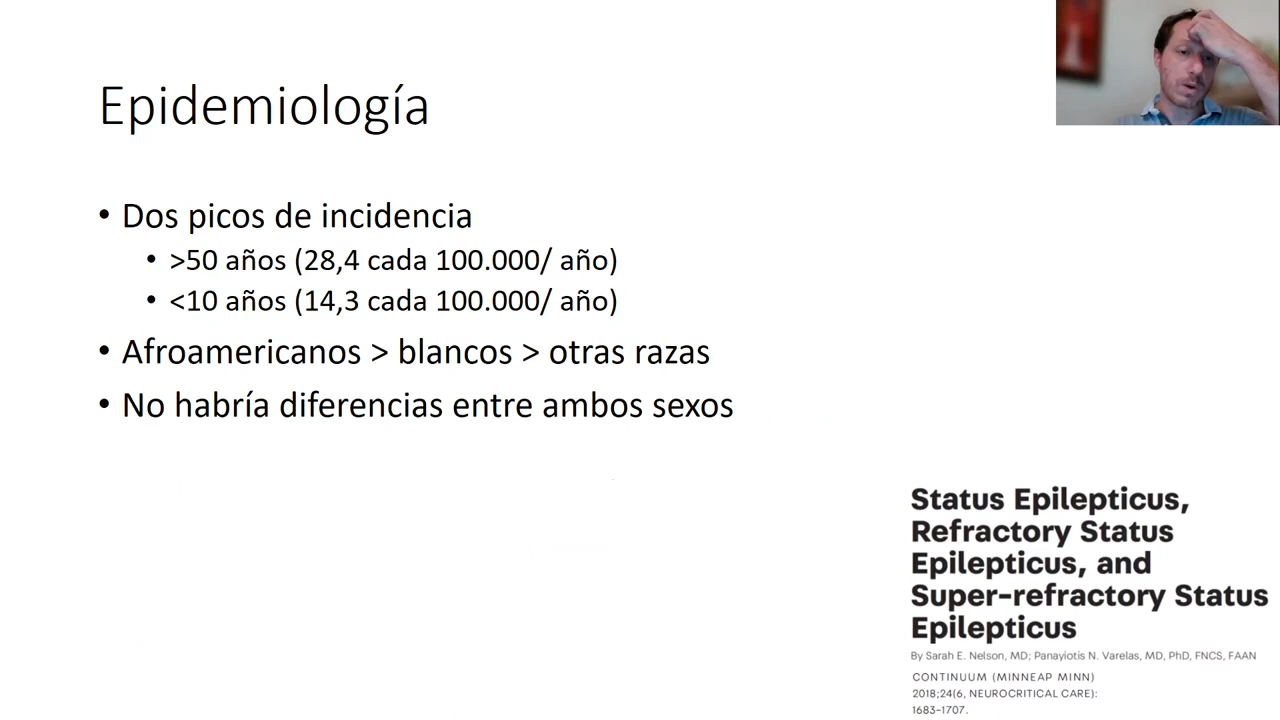 Epidemiología
• Dos picos de incidencia
• >50 años (28,4 cada 100.000/ año)
• <10 años (14,3 cada 100.000/ año)
• Afroamericanos > blancos > otras razas
• No habría diferencias entre ambos sexos
Status Epilepticus,
Refractory Status
Epilepticus, and
Super-refractory Status
Epilepticus
By Sarah E. Nelson, MD; Panayiotis N. Varelas, MD, PhD, FNCS, FAAN
CONTINUUM (MINNEAP MINN)
2018;24(6, NEUROCRITICAL CARE):
1683–1707.